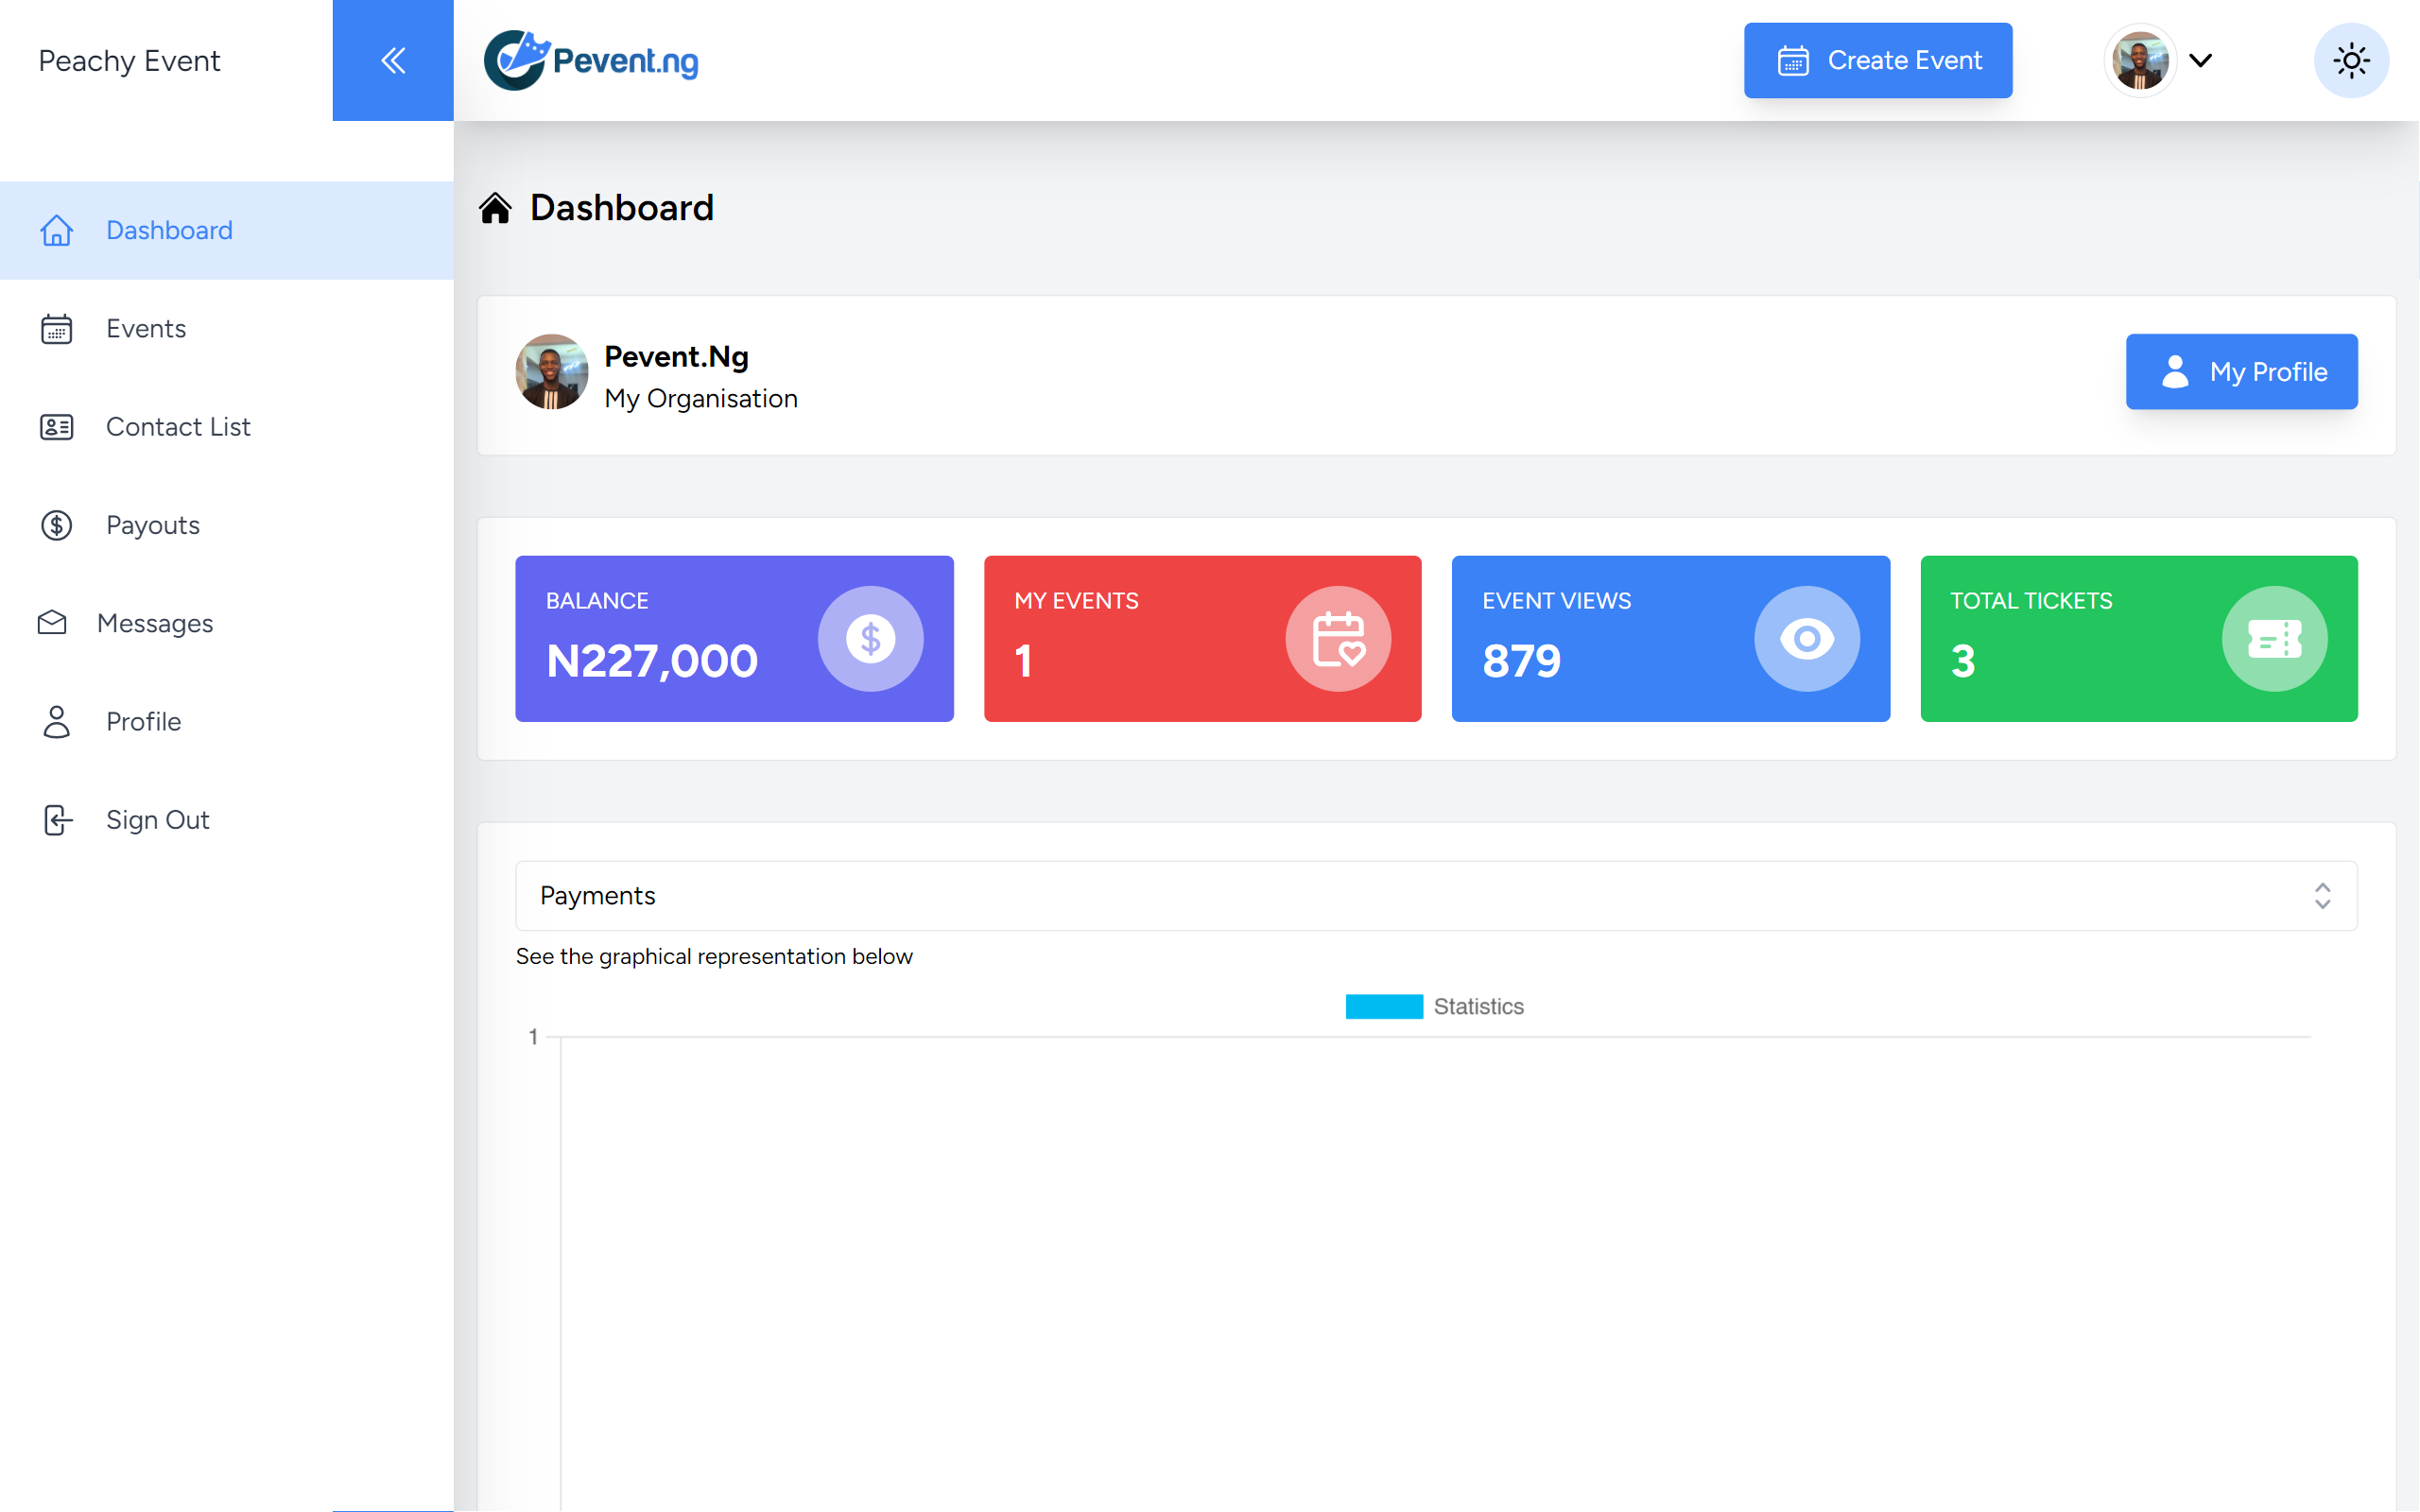 Peachy Event
Pevent.ng
Create Event
Dashboard
Events
Contact List
Payouts
Messages
Profile
Sign Out
Dashboard
Pevent.Ng
My Organisation
My Profile
BALANCE
N227,000
MY EVENTS
1
EVENT VIEWS
879
TOTAL TICKETS
3
Payments
See the graphical representation below
Statistics
1